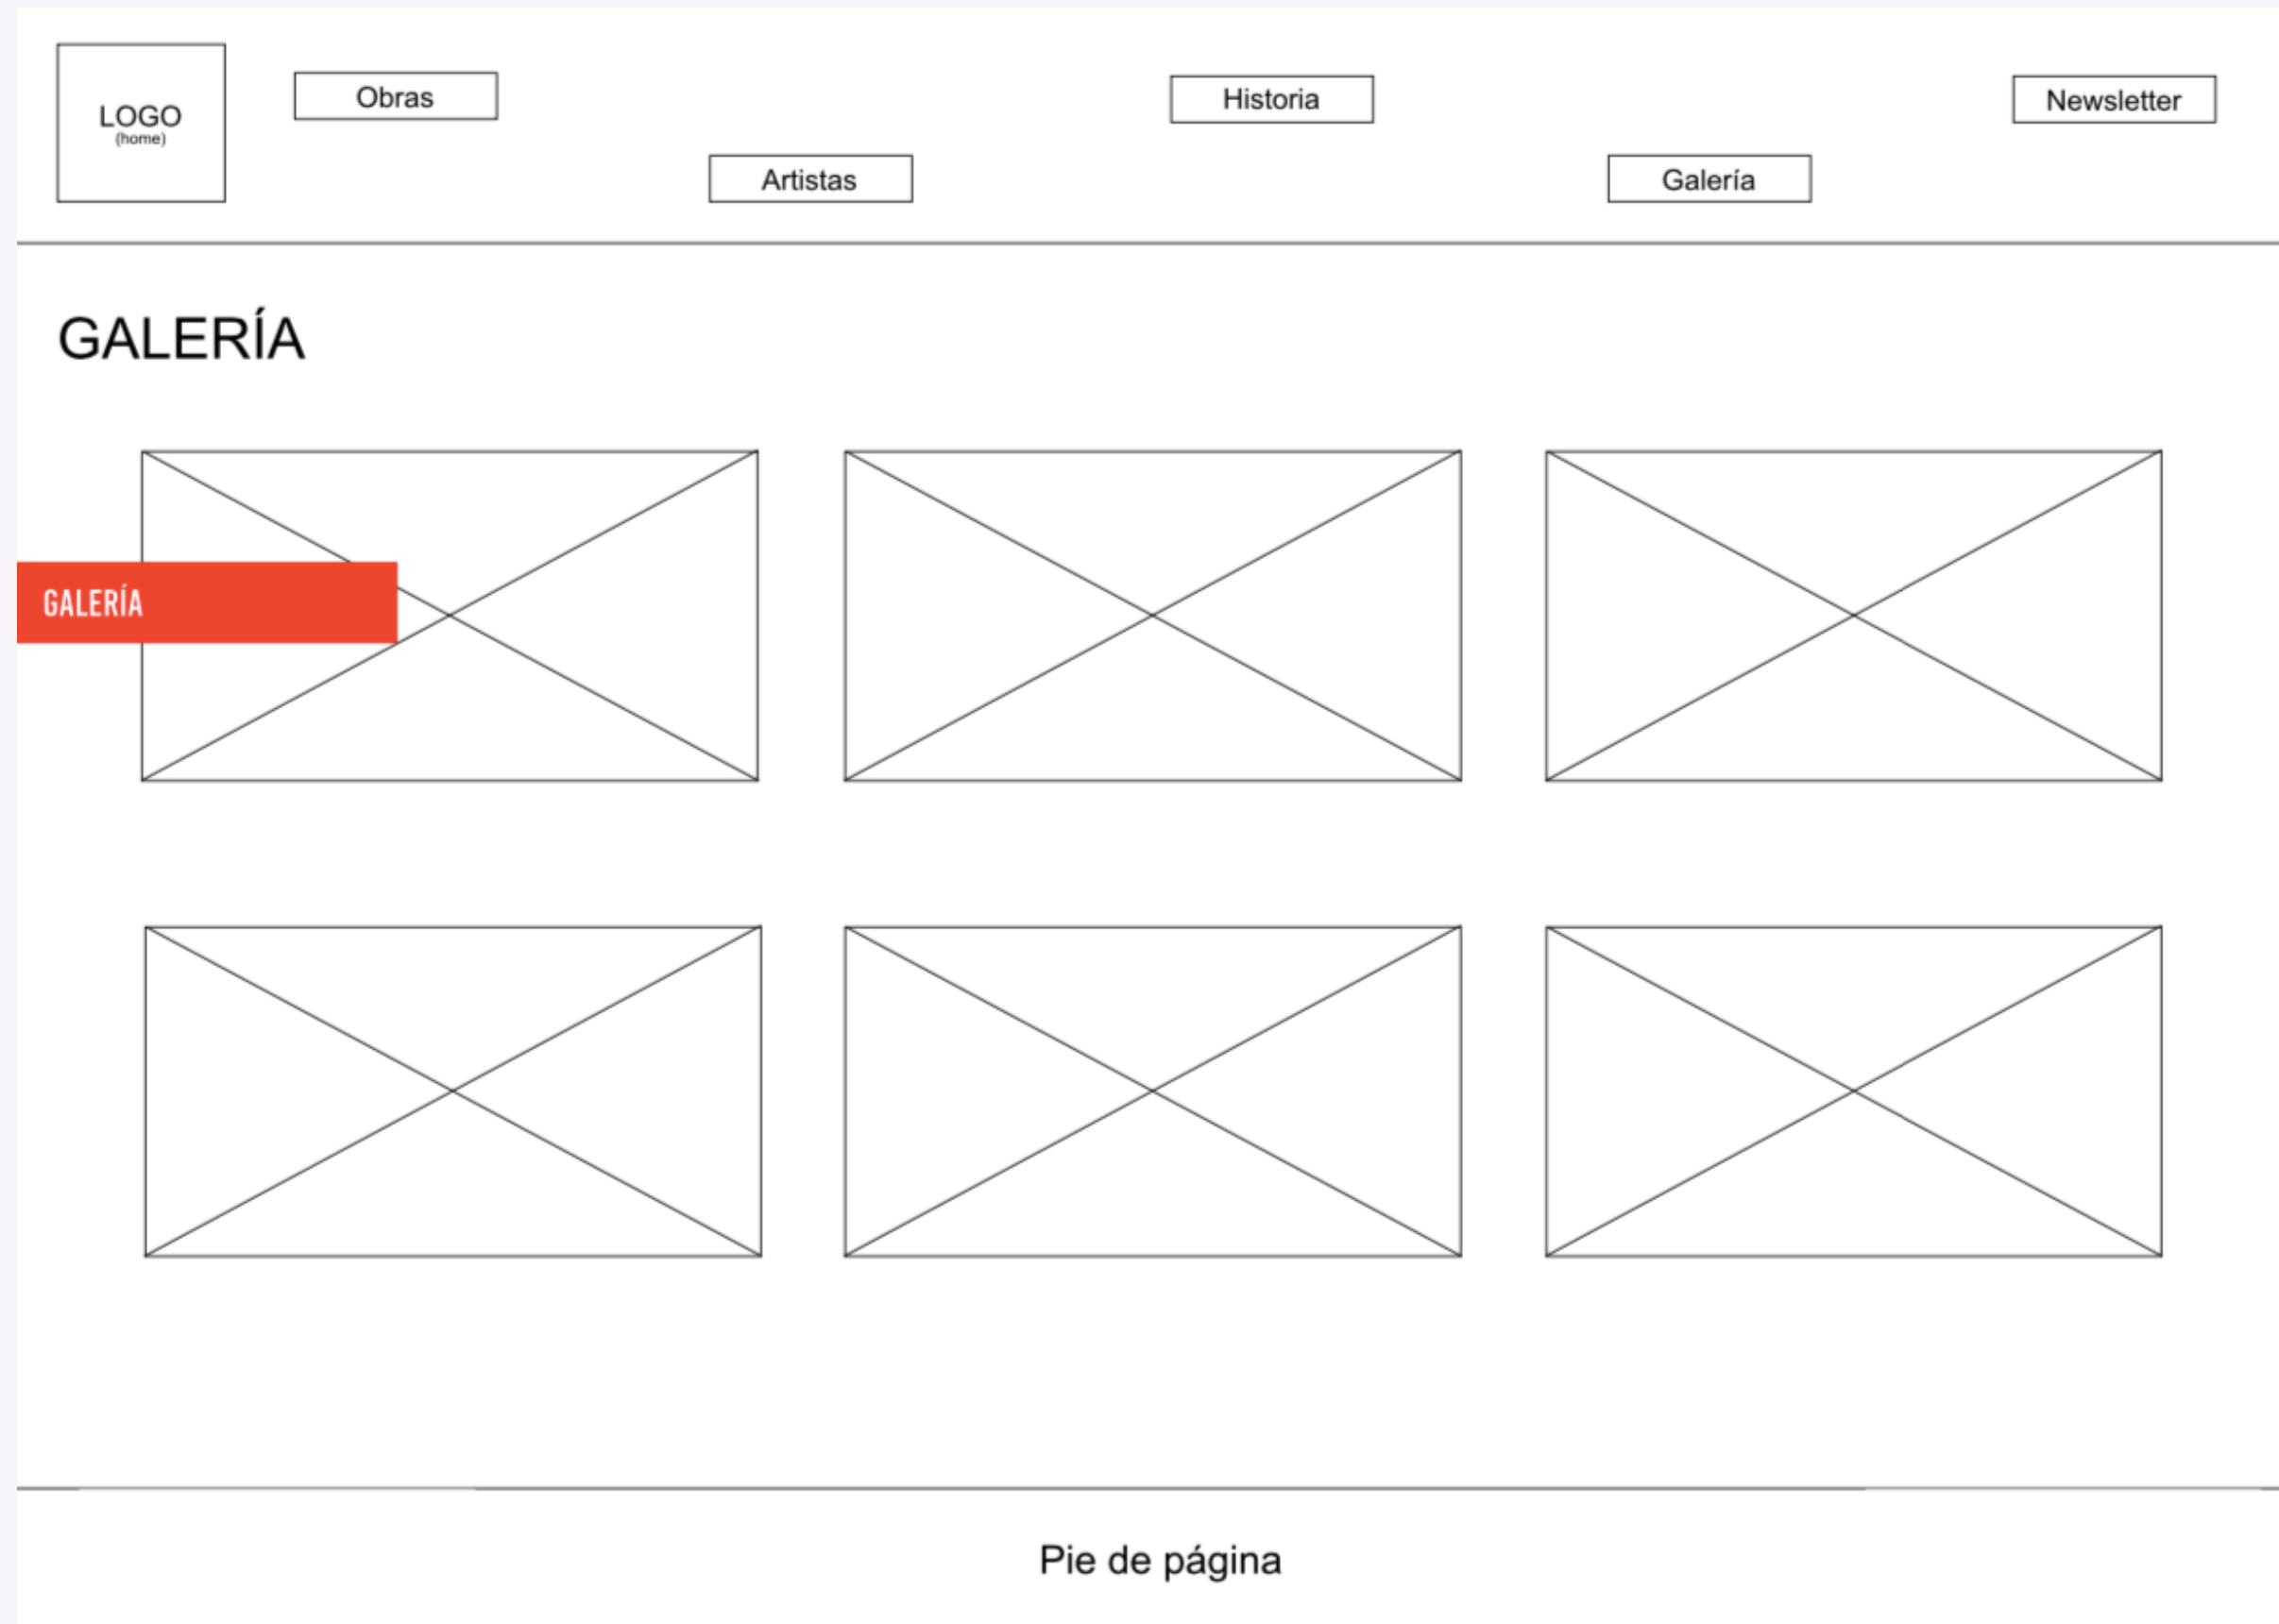 LOGO
(home)
Obras
Artistas
Historia
Galería
Newsletter
GALERÍA
GALERÍA
Pie de página